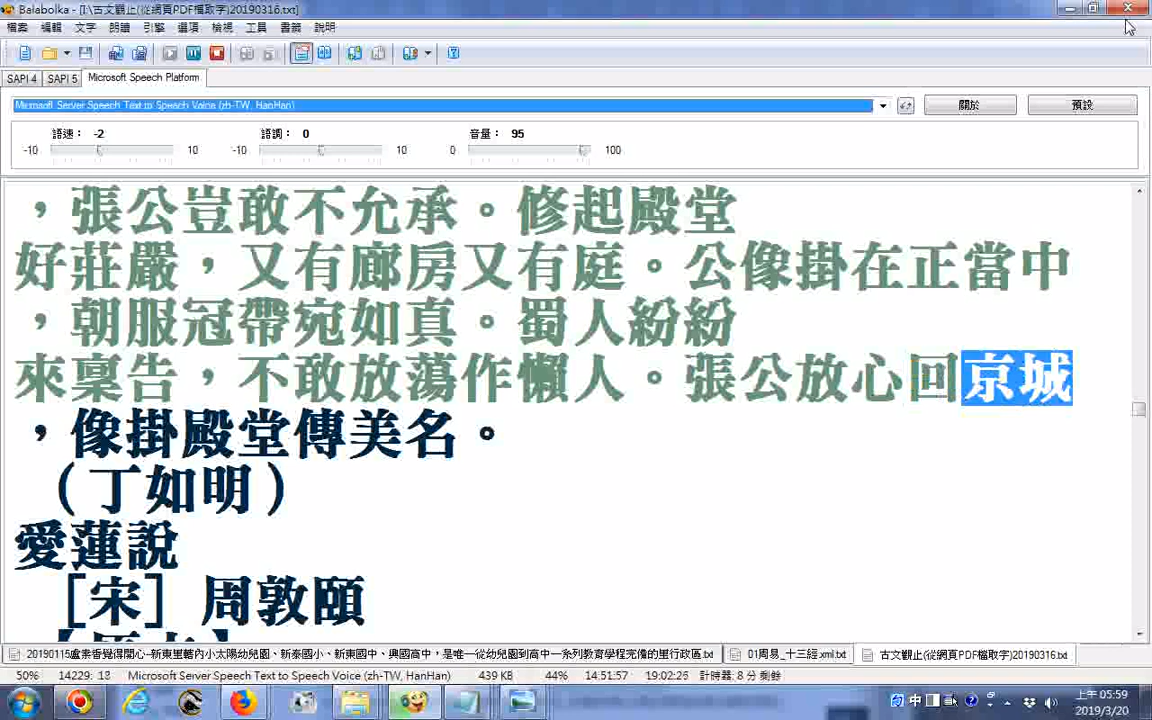 Balabolka - [I:\古文觀止(從網頁PDF檔取字)20190316.txt]
檔案 編輯 文字 朗讀 引擎 選項 檢視 工具 書籤 說明
SAPI 4 SAPI 5 Microsoft Speech Platform
Microsoft Server Speech Text to Speech Voice (zh-TW, HanHan)
關於 預設
語速： -2 語調： 0 音量： 95
-10 10 -10 10 0 100
，張公豈敢不允承。修起殿堂
好莊嚴，又有廊房又有庭。公像掛在正當中
，朝服冠帶宛如真。蜀人紛紛
來稟告，不敢放蕩作懶人。張公放心回京城
，像掛殿堂傳美名。
（丁如明）
愛蓮說
［宋］ 周敦頤
20190115盧素香覺得開心--新東里轄內小太陽幼兒園、新泰國小、新東國中、興國高中，是唯一從幼兒園到高中一系列教育學程完備的里行政區.txt 01周易_十三經.xml.txt 古文觀止(從網頁PDF檔取字)20190316.txt
50% 14229: 18 Microsoft Server Speech Text to Speech Voice (zh-TW, HanHan) 439 KB 44% 14:51:57 19:02:25 計時器: 8 分 剩餘
中 上午 05:59
2019/3/20